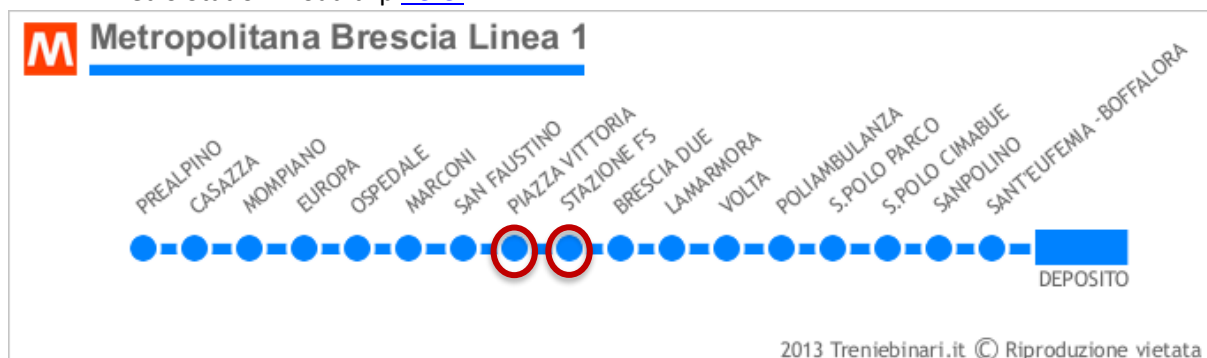 M Metropolitana Brescia Linea 1
PREALPINO
CASAZZA
MOMPIANO
EUROPA
OSPEDALE
MARCONI
SAN FAUSTINO
PIAZZA VITTORIA
STAZIONE FS
BRESCIA DUE
LAMARMORA
VOLTA
POLIAMBULANZA
S.POLO PARCO
S.POLO CIMABUE
SANPOLINO
SANT'EUFEMIA -BOFFALORA
DEPOSITO
2013 Treniebinari.it © Riproduzione vietata